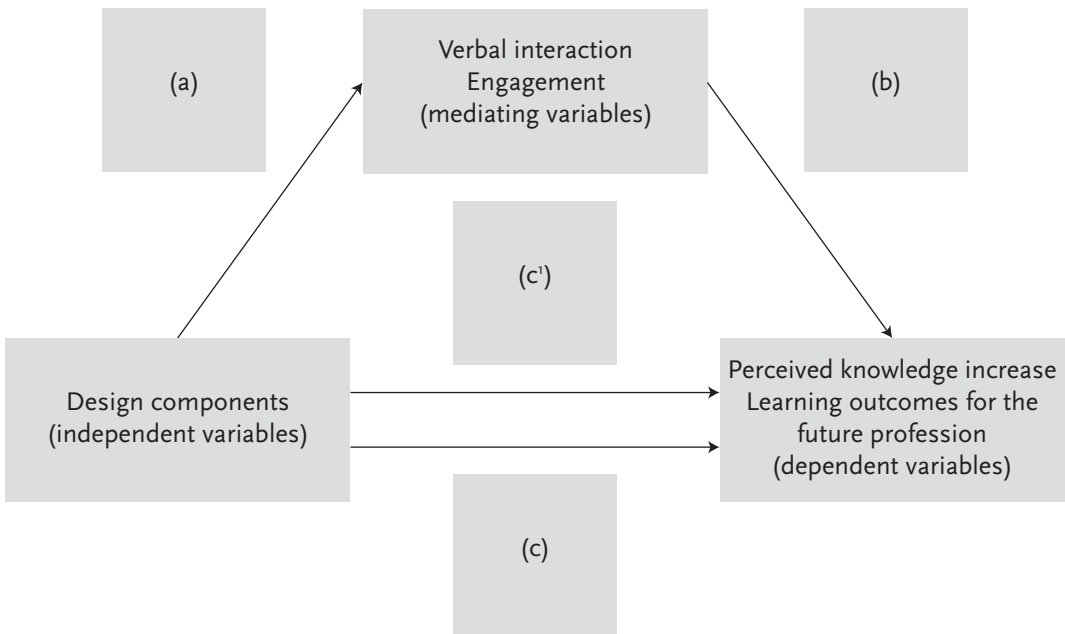 (a)
Verbal interaction
Engagement
(mediating variables)
(b)
(c¹)
Design components
(independent variables)
Perceived knowledge increase
Learning outcomes for the
future profession
(dependent variables)
(c)